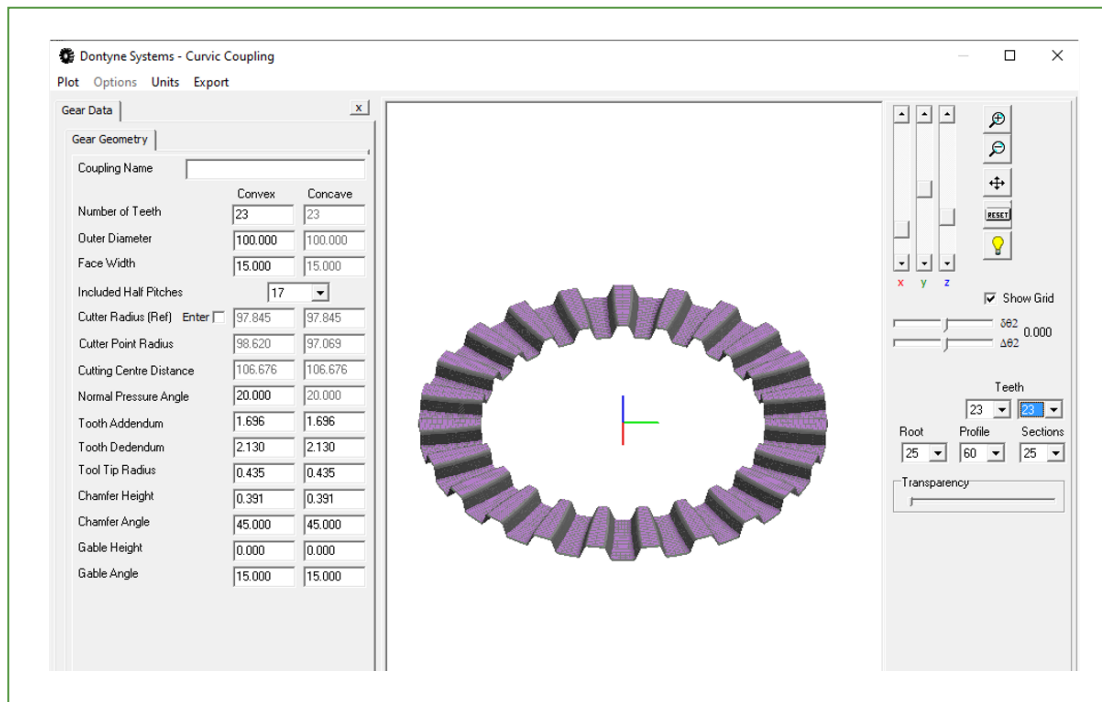 Dontyne Systems - Curvic Coupling
Plot Options Units Export
Gear Data x
Gear Geometry
Coupling Name
Convex Concave
Number of Teeth 23 23
Outer Diameter 100.000 100.000
Face Width 15.000 15.000
Included Half Pitches 17
Cutter Radius (Ref) Enter 97.845 97.845
Cutter Point Radius 98.620 97.069
Cutting Centre Distance 106.676 106.676
Normal Pressure Angle 20.000 20.000
Tooth Addendum 1.696 1.696
Tooth Dedendum 2.130 2.130
Tool Tip Radius 0.435 0.435
Chamfer Height 0.391 0.391
Chamfer Angle 45.000 45.000
Gable Height 0.000 0.000
Gable Angle 15.000 15.000
RESET
x y z
Show Grid
δθ2
0.000
Δθ2
Teeth
23 23
Root Profile Sections
25 60 25
Transparency